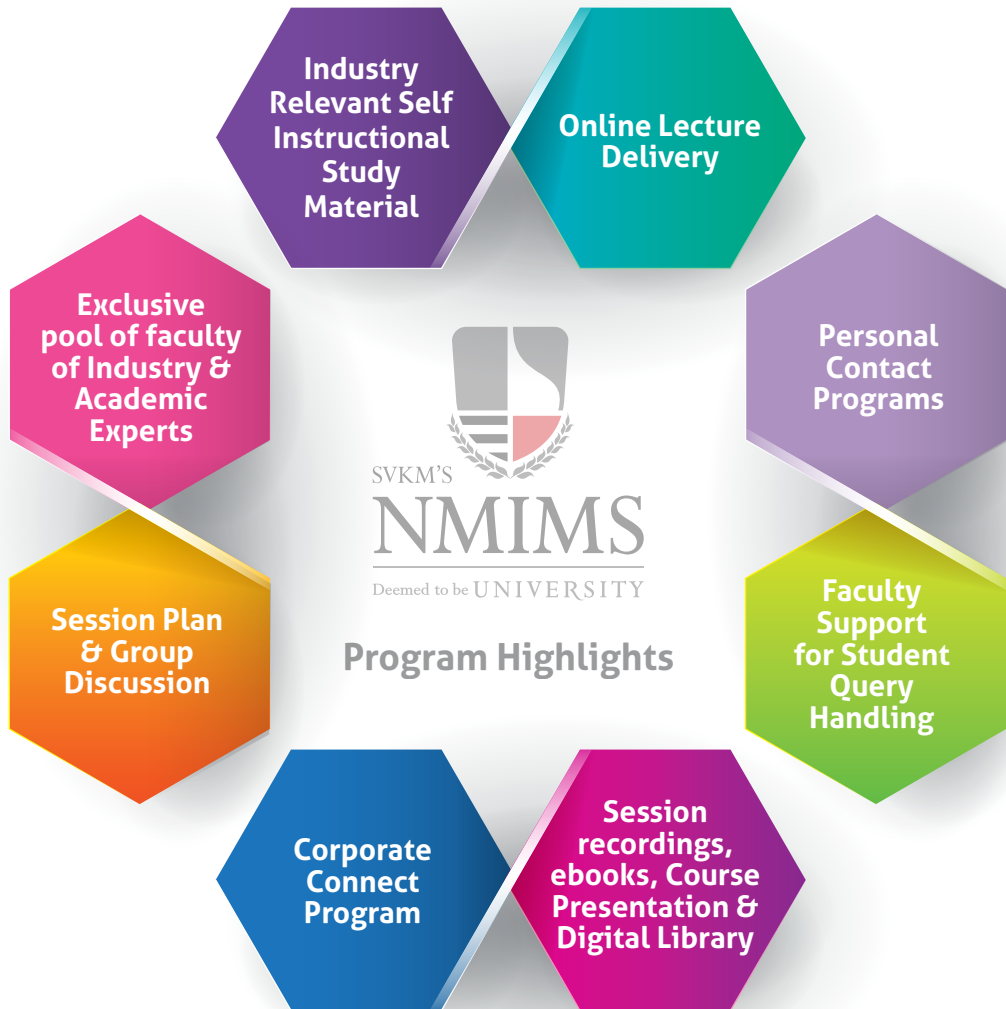 Industry
Relevant Self
Instructional
Study
Material
Online Lecture
Delivery
Exclusive
pool of faculty
of Industry &
Academic
Experts
Personal
Contact
Programs
SVKM'S
NMIMS
Deemed to be UNIVERSITY
Program Highlights
Session Plan
& Group
Discussion
Faculty
Support
for Student
Query
Handling
Corporate
Connect
Program
Session
recordings,
ebooks, Course
Presentation &
Digital Library